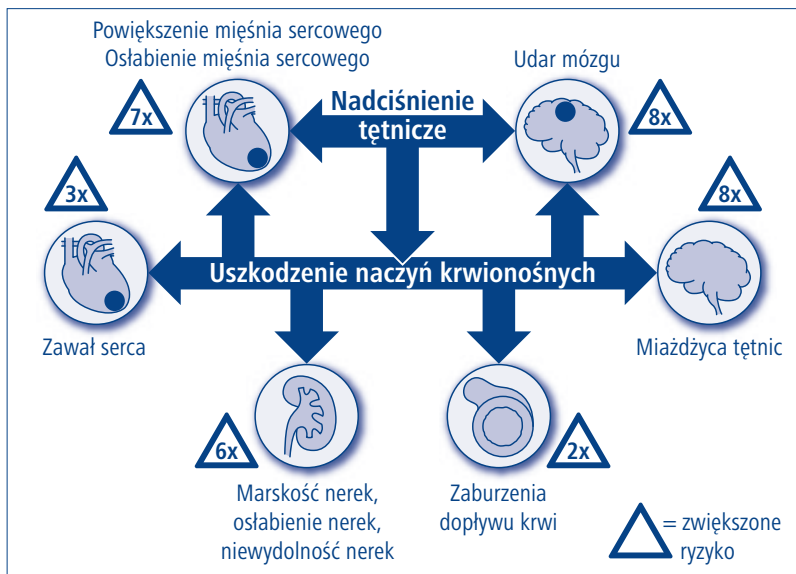 Powiększenie mięśnia sercowego
Osłabienie mięśnia sercowego
Udar mózgu
7x
Nadciśnienie
tętnicze
8x
3x
8x
Uszkodzenie naczyń krwionośnych
Zawał serca
Miażdżyca tętnic
6x
2x
Marskość nerek,
osłabienie nerek,
niewydolność nerek
Zaburzenia
dopływu krwi
= zwiększone
ryzyko